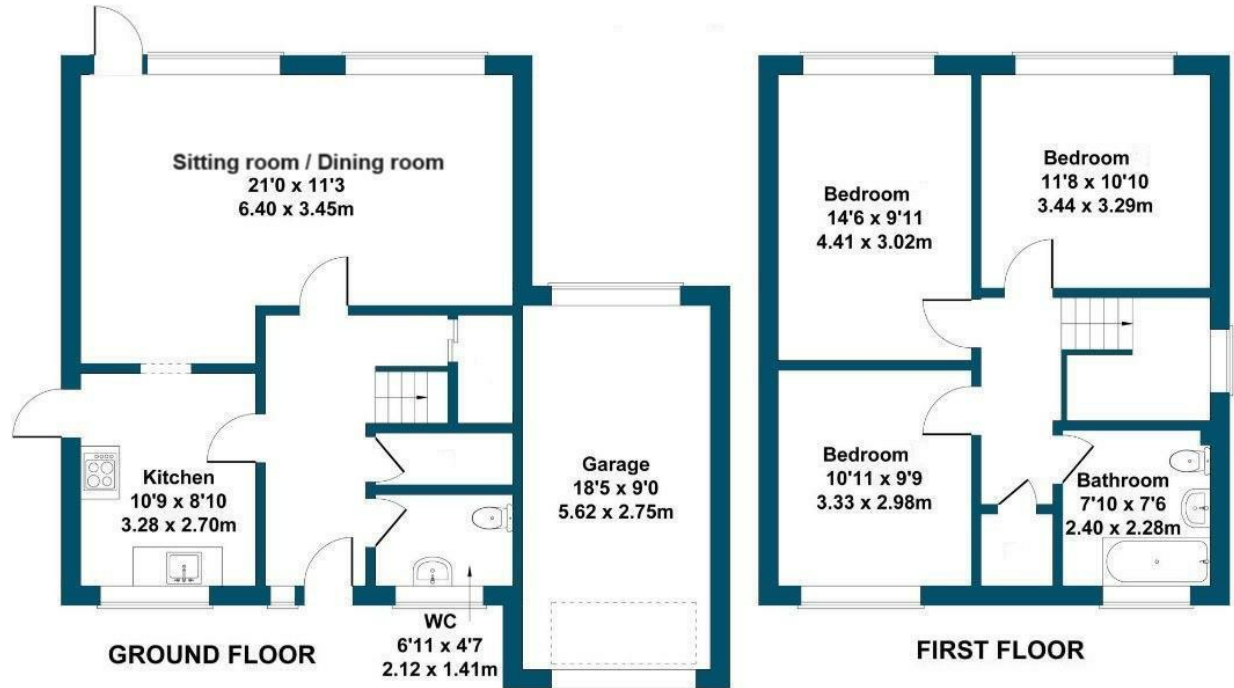 Sitting room / Dining room
21'0 x 11'3
6.40 x 3.45m
Kitchen
10'9 x 8'10
3.28 x 2.70m
WC
6'11 x 4'7
2.12 x 1.41m
Garage
18'5 x 9'0
5.62 x 2.75m
GROUND FLOOR
Bedroom
14'6 x 9'11
4.41 x 3.02m
Bedroom
11'8 x 10'10
3.44 x 3.29m
Bedroom
10'11 x 9'9
3.33 x 2.98m
Bathroom
7'10 x 7'6
2.40 x 2.28m
FIRST FLOOR